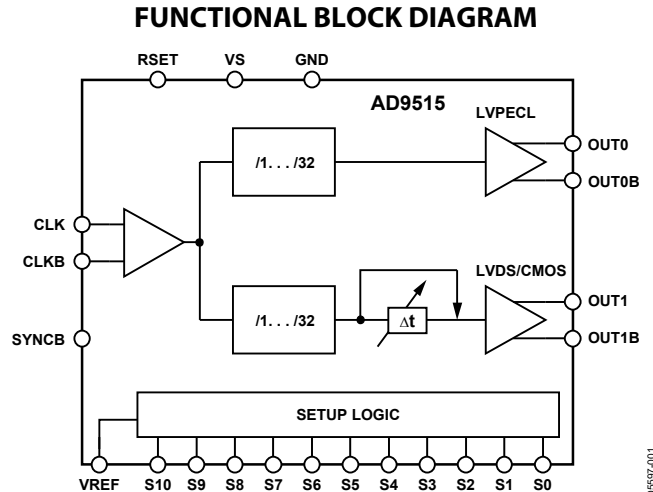 FUNCTIONAL BLOCK DIAGRAM
RSET VS GND
AD9515
LVPECL
/1. . . /32
OUT0
OUT0B
CLK
CLKB
LVDS/CMOS
/1. . . /32
Δt
OUT1
OUT1B
SYNCB
SETUP LOGIC
VREF S10 S9 S8 S7 S6 S5 S4 S3 S2 S1 S0
05597-001